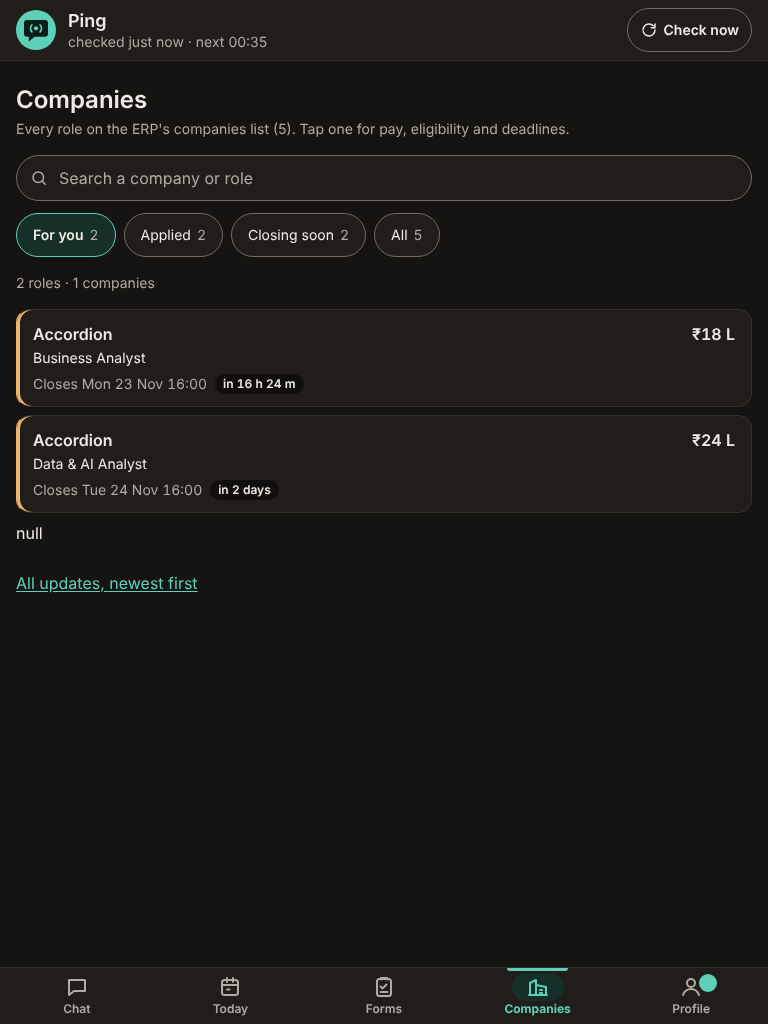 Ping
checked just now · next 00:35
Check now
Companies
Every role on the ERP's companies list (5). Tap one for pay, eligibility and deadlines.
Search a company or role
For you 2
Applied 2
Closing soon 2
All 5
2 roles · 1 companies
Accordion
₹18 L
Business Analyst
Closes Mon 23 Nov 16:00 in 16 h 24 m
Accordion
₹24 L
Data & AI Analyst
Closes Tue 24 Nov 16:00 in 2 days
null
All updates, newest first
Chat
Today
Forms
Companies
Profile